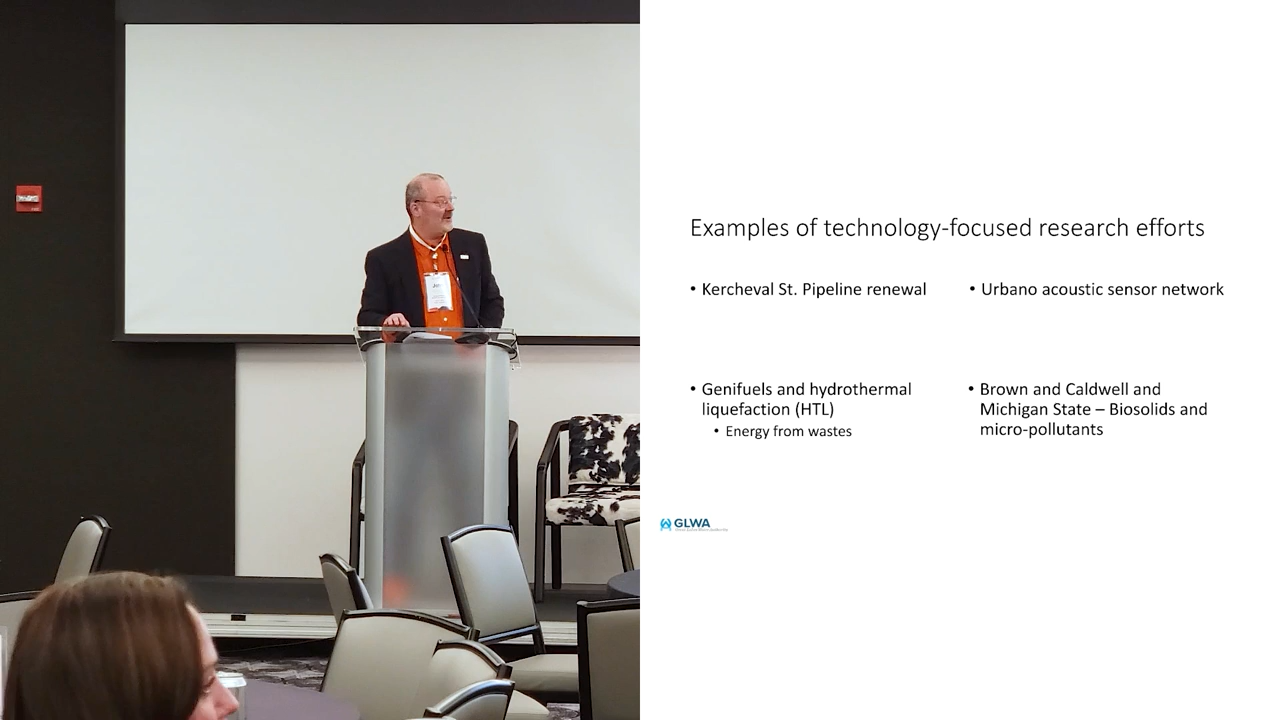 Examples of technology-focused research efforts
• Kercheval St. Pipeline renewal
• Urbano acoustic sensor network
• Genifuels and hydrothermal
liquefaction (HTL)
• Energy from wastes
• Brown and Caldwell and
Michigan State – Biosolids and
micro-pollutants
GLWA